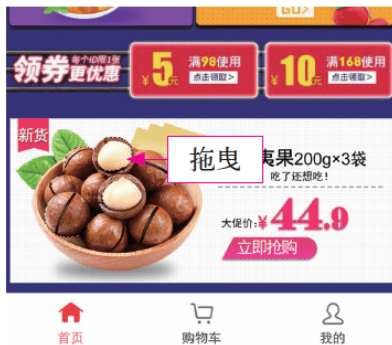 GO>
领券 每个ID限1张
更优惠
¥5元 满98使用
点击领取>
¥10元 满168使用
点击领取>
新货
拖曳
夷果200g×3袋
吃了还想吃!
大促价:¥44.9
立即抢购
首页
购物车
我的